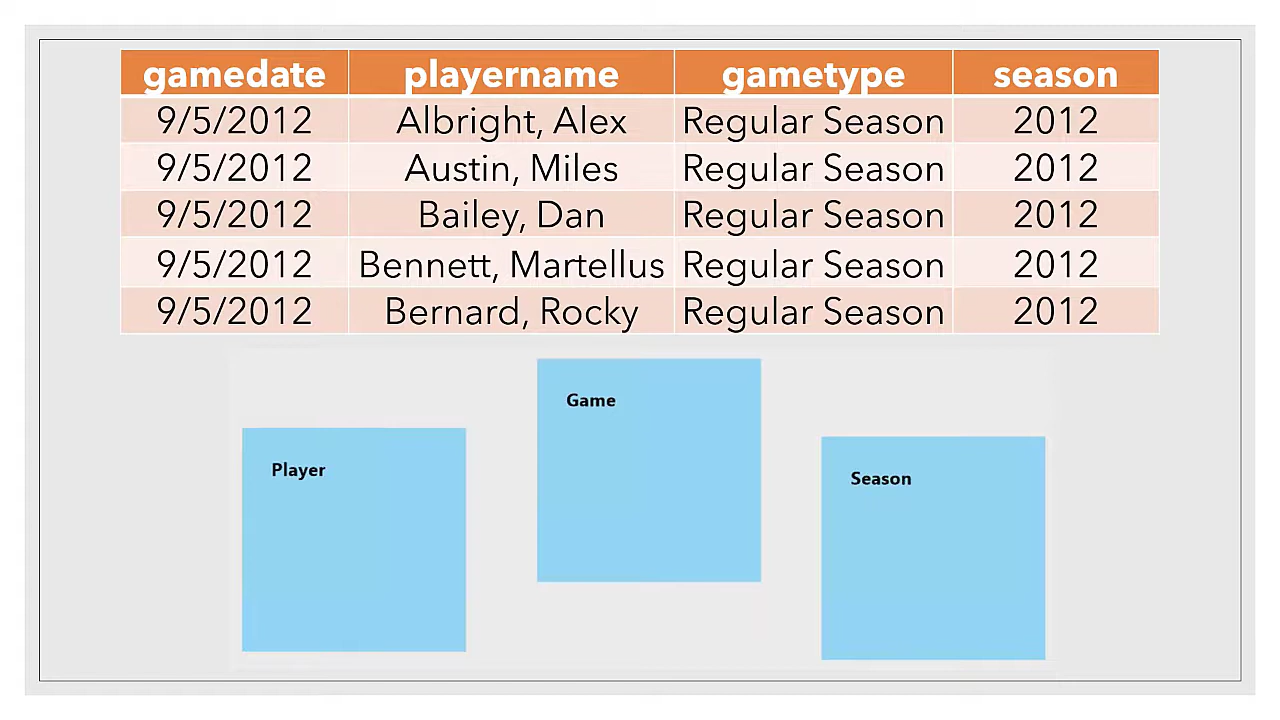 gamedate playername gametype season
9/5/2012 Albright, Alex Regular Season 2012
9/5/2012 Austin, Miles Regular Season 2012
9/5/2012 Bailey, Dan Regular Season 2012
9/5/2012 Bennett, Martellus Regular Season 2012
9/5/2012 Bernard, Rocky Regular Season 2012
Game
Player
Season